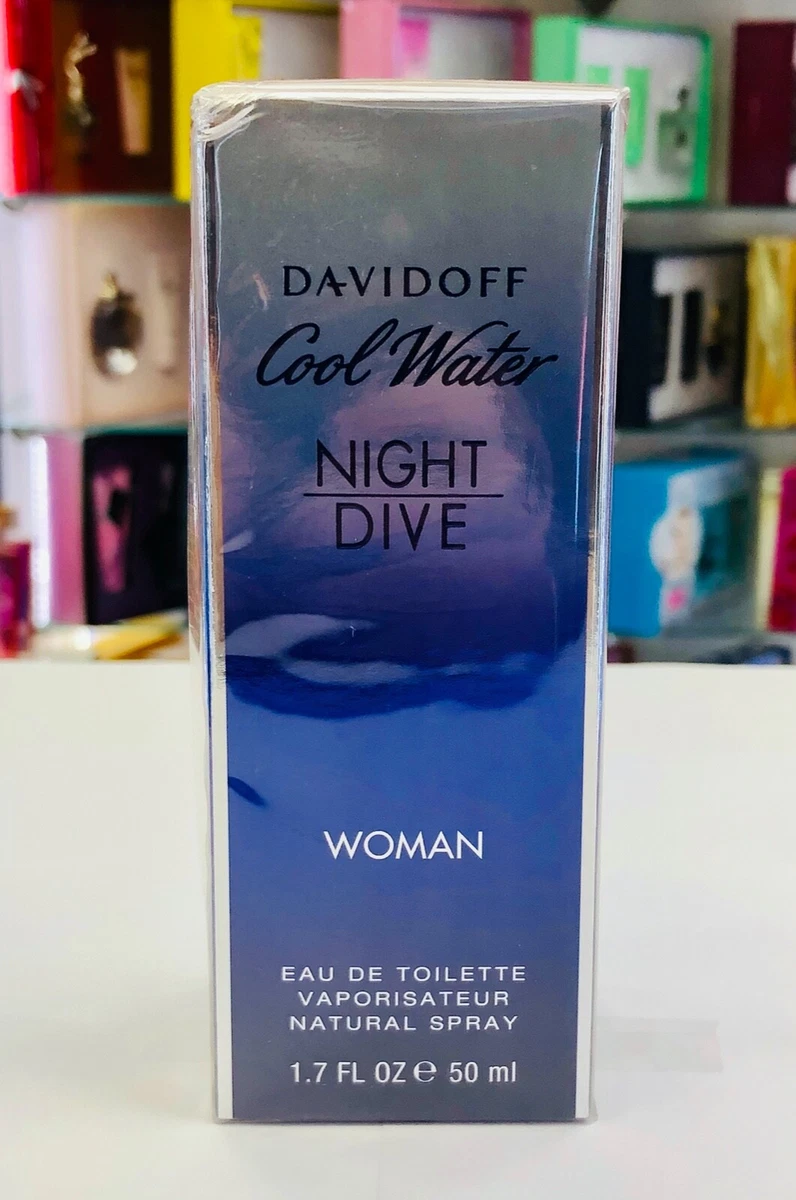 DAVIDOFF
Cool Water
NIGHT
DIVE
WOMAN
EAU DE TOILETTE
VAPORISATEUR
NATURAL SPRAY
1.7 FL OZ ℮ 50 ml